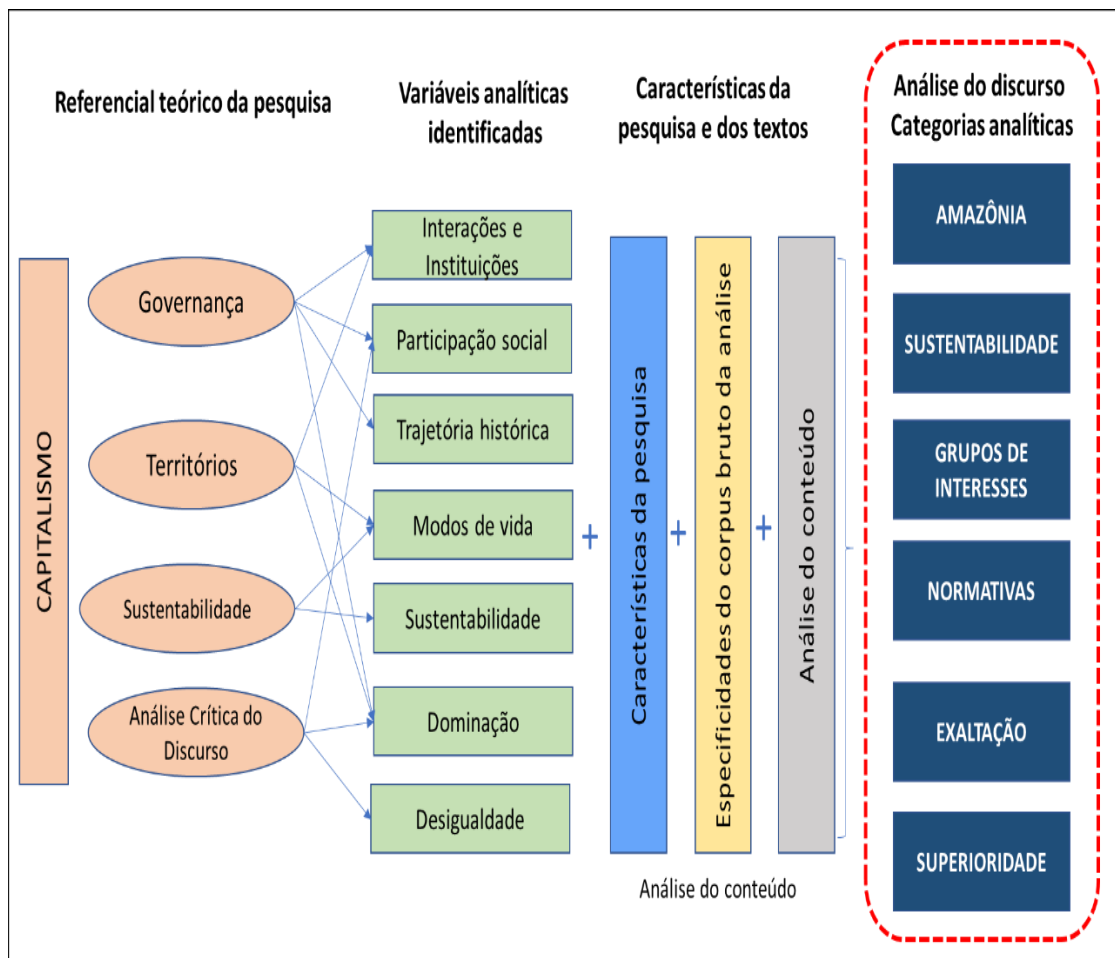 Referencial teórico da pesquisa
Variáveis analíticas
identificadas
Características da
pesquisa e dos textos
Análise do discurso
Categorias analíticas
CAPITALISMO
Governança
Territórios
Sustentabilidade
Análise Crítica do
Discurso
Interações e
Instituições
Participação social
Trajetória histórica
Modos de vida
Sustentabilidade
Dominação
Desigualdade
+
Características da pesquisa
+
Especificidades do corpus bruto da análise
+
Análise do conteúdo
Análise do conteúdo
AMAZÔNIA
SUSTENTABILIDADE
GRUPOS DE
INTERESSES
NORMATIVAS
EXALTAÇÃO
SUPERIORIDADE